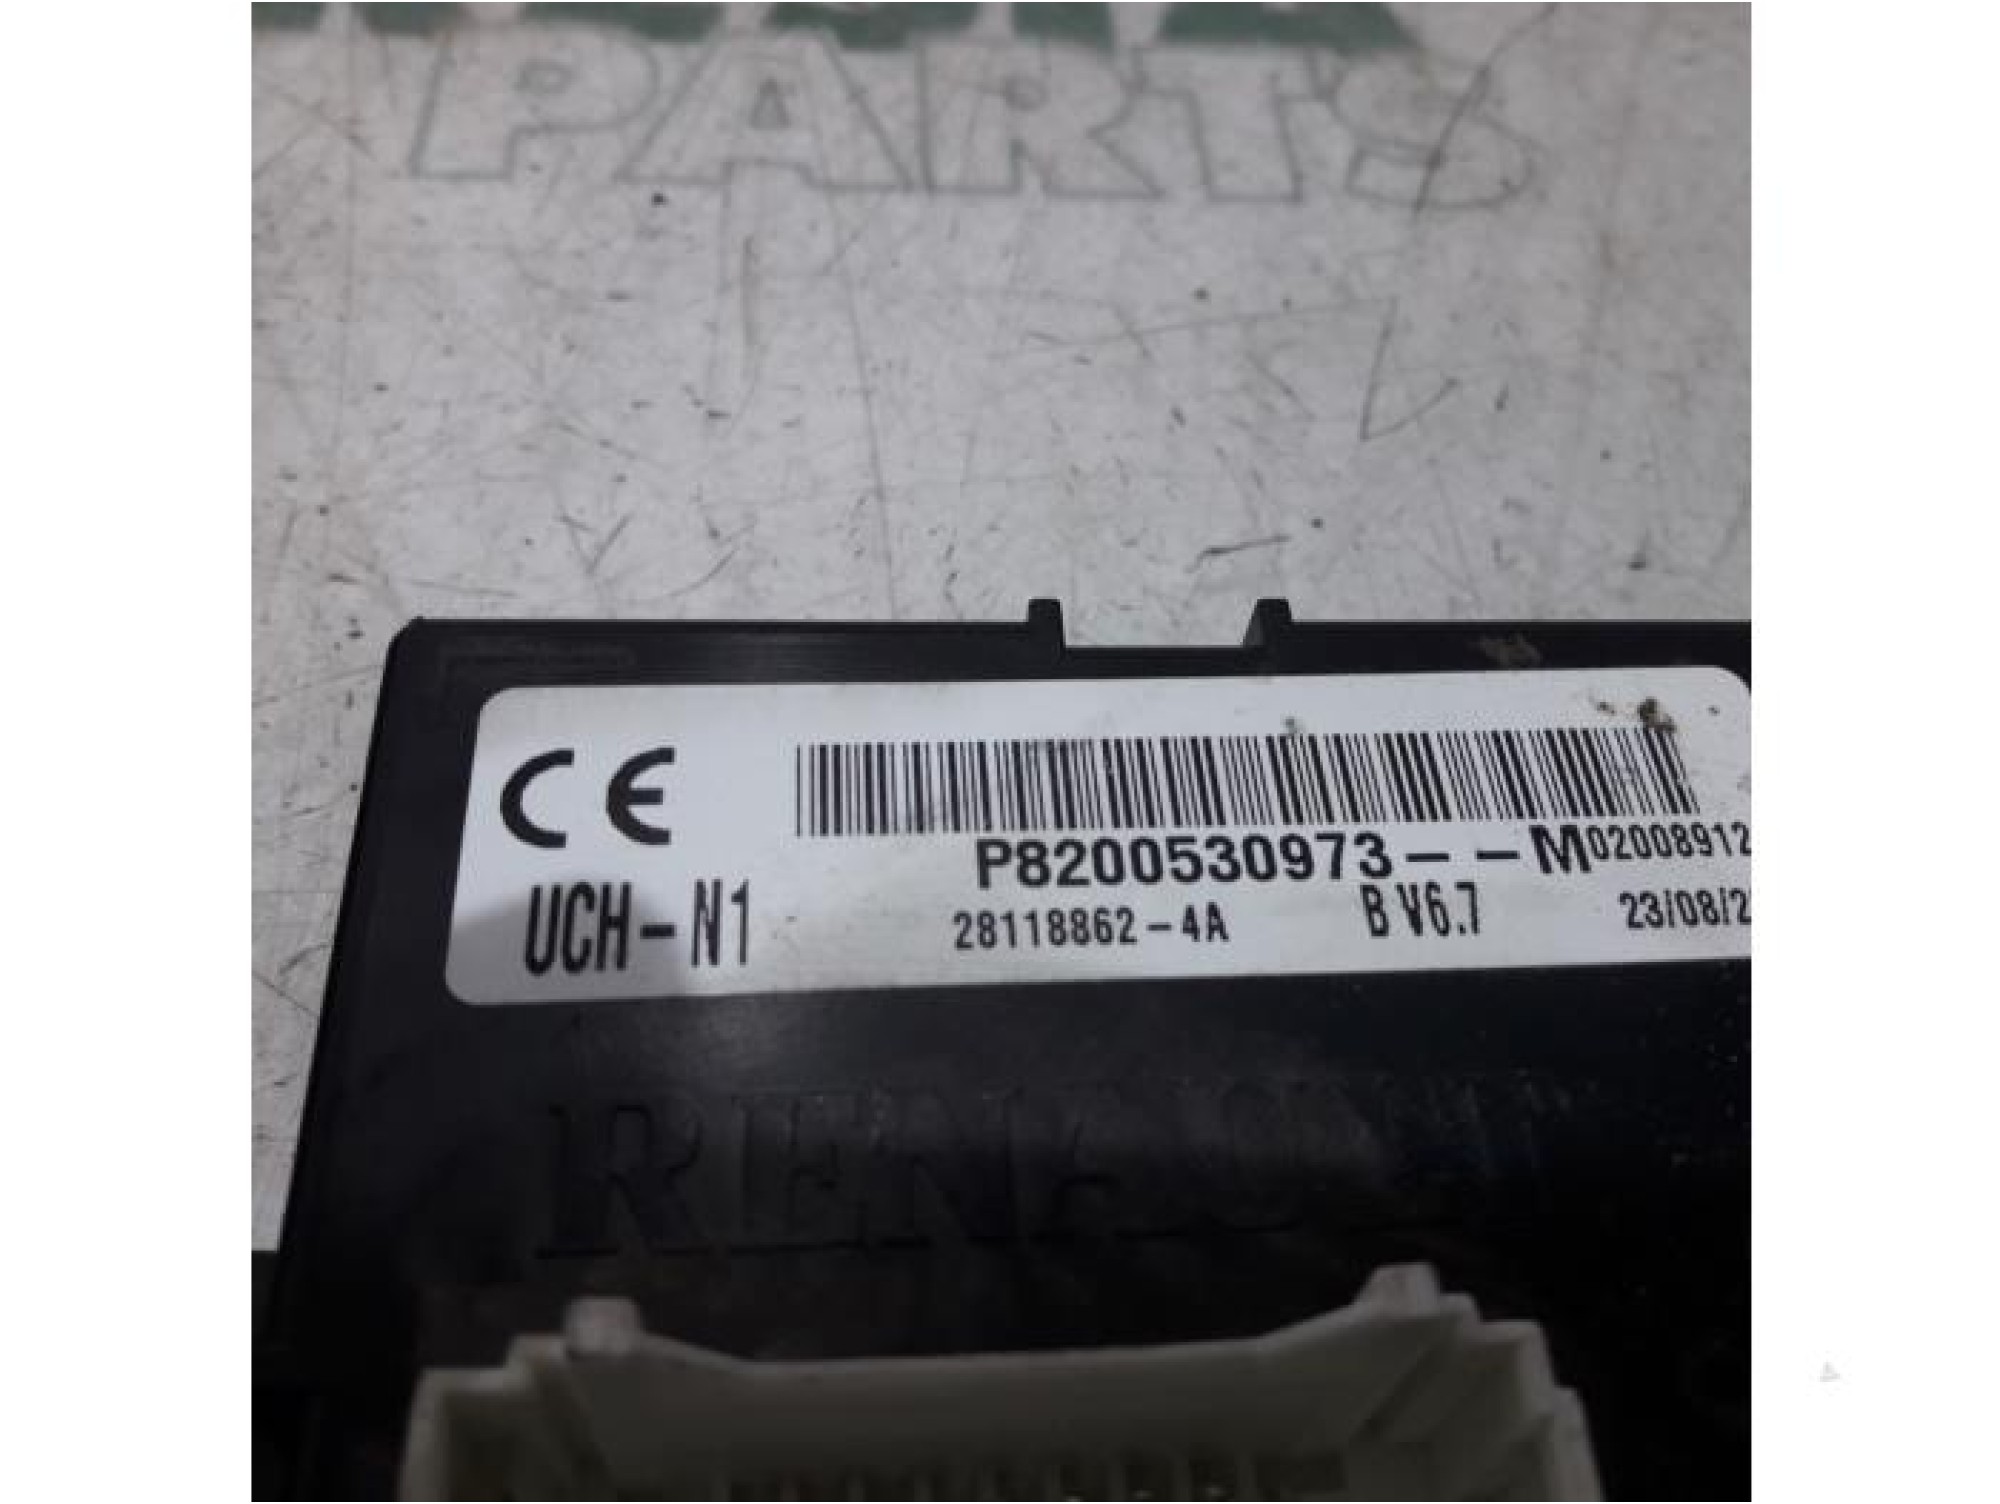 PARTS
CE
P8200530973--M02008912
UCH-N1 28118862-4A B V6.7 23/08/2
RENAULT